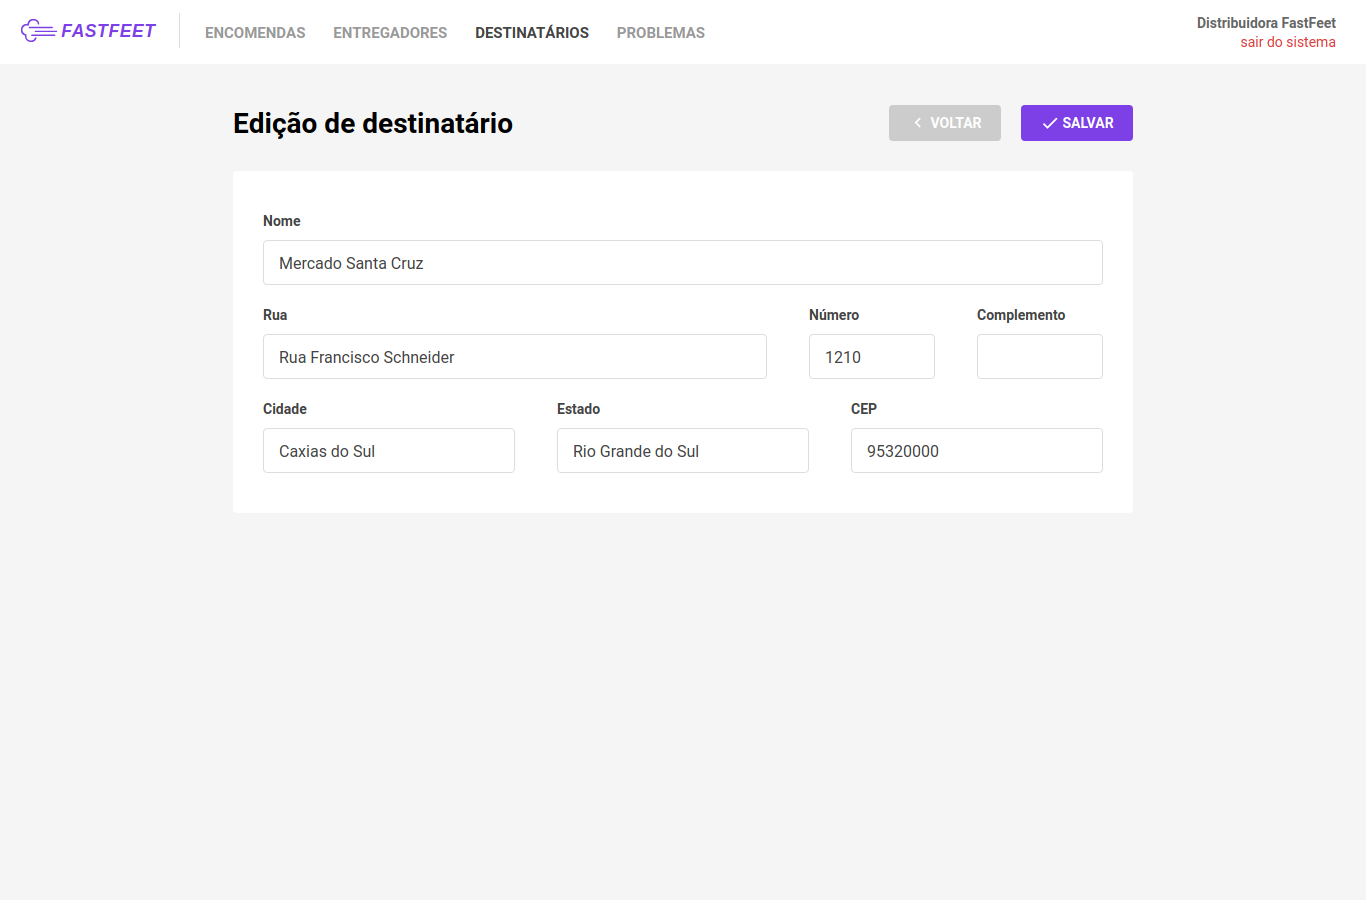 FASTFEET
ENCOMENDAS ENTREGADORES DESTINATÁRIOS PROBLEMAS
Distribuidora FastFeet
sair do sistema
Edição de destinatário
VOLTAR
SALVAR
Nome
Mercado Santa Cruz
Rua Número Complemento
Rua Francisco Schneider 1210
Cidade Estado CEP
Caxias do Sul Rio Grande do Sul 95320000